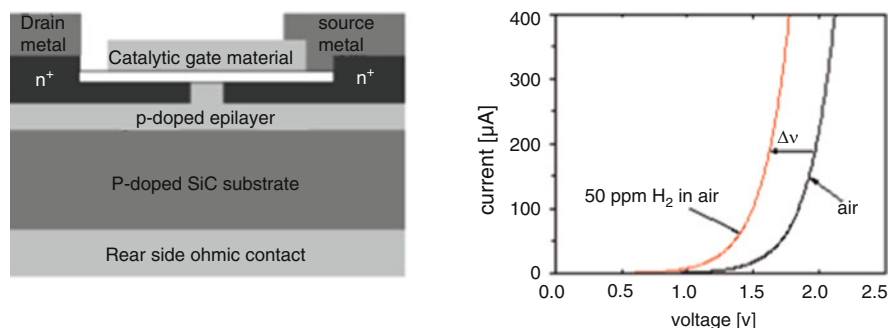 Drain
metal
source
metal
Catalytic gate material
n+
n+
p-doped epilayer
P-doped SiC substrate
Rear side ohmic contact
current [µA]
400
300
200
100
0
Δν
50 ppm H₂ in air
air
0.0 0.5 1.0 1.5 2.0 2.5
voltage [v]